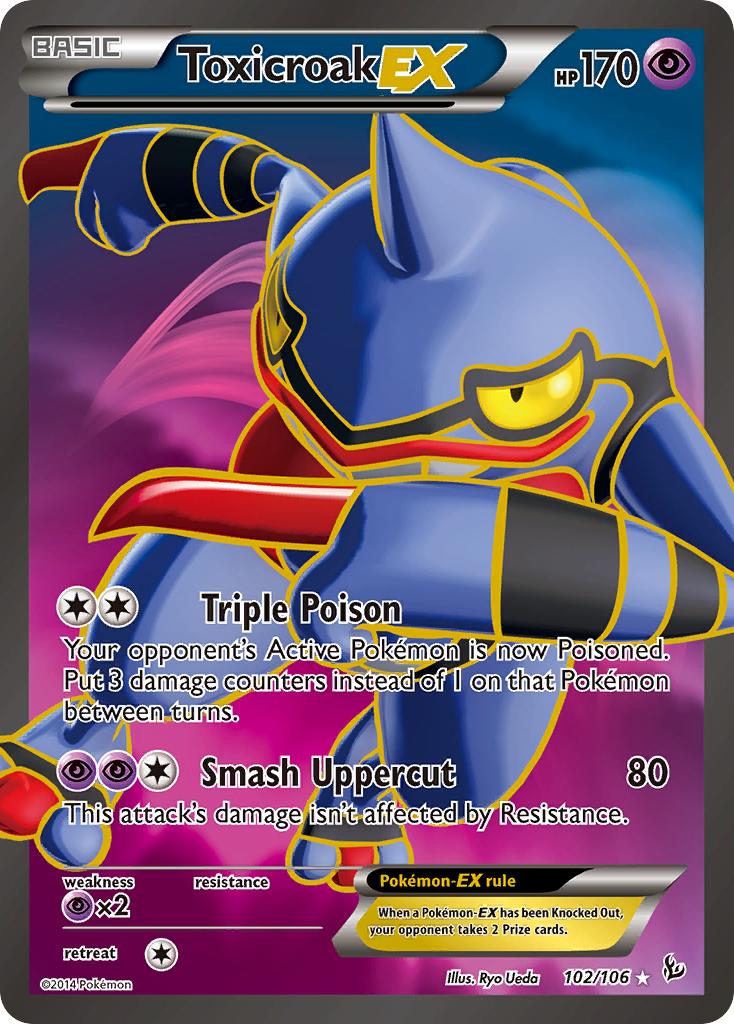 BASIC
Toxicroak EX
HP 170
Triple Poison
Your opponent's Active Pokémon is now Poisoned.
Put 3 damage counters instead of 1 on that Pokémon
between turns.
Smash Uppercut 80
This attack's damage isn't affected by Resistance.
weakness resistance
×2
retreat
Pokémon-EX rule
When a Pokémon-EX has been Knocked Out,
your opponent takes 2 Prize cards.
©2014 Pokémon
Illus. Ryo Ueda 102/106